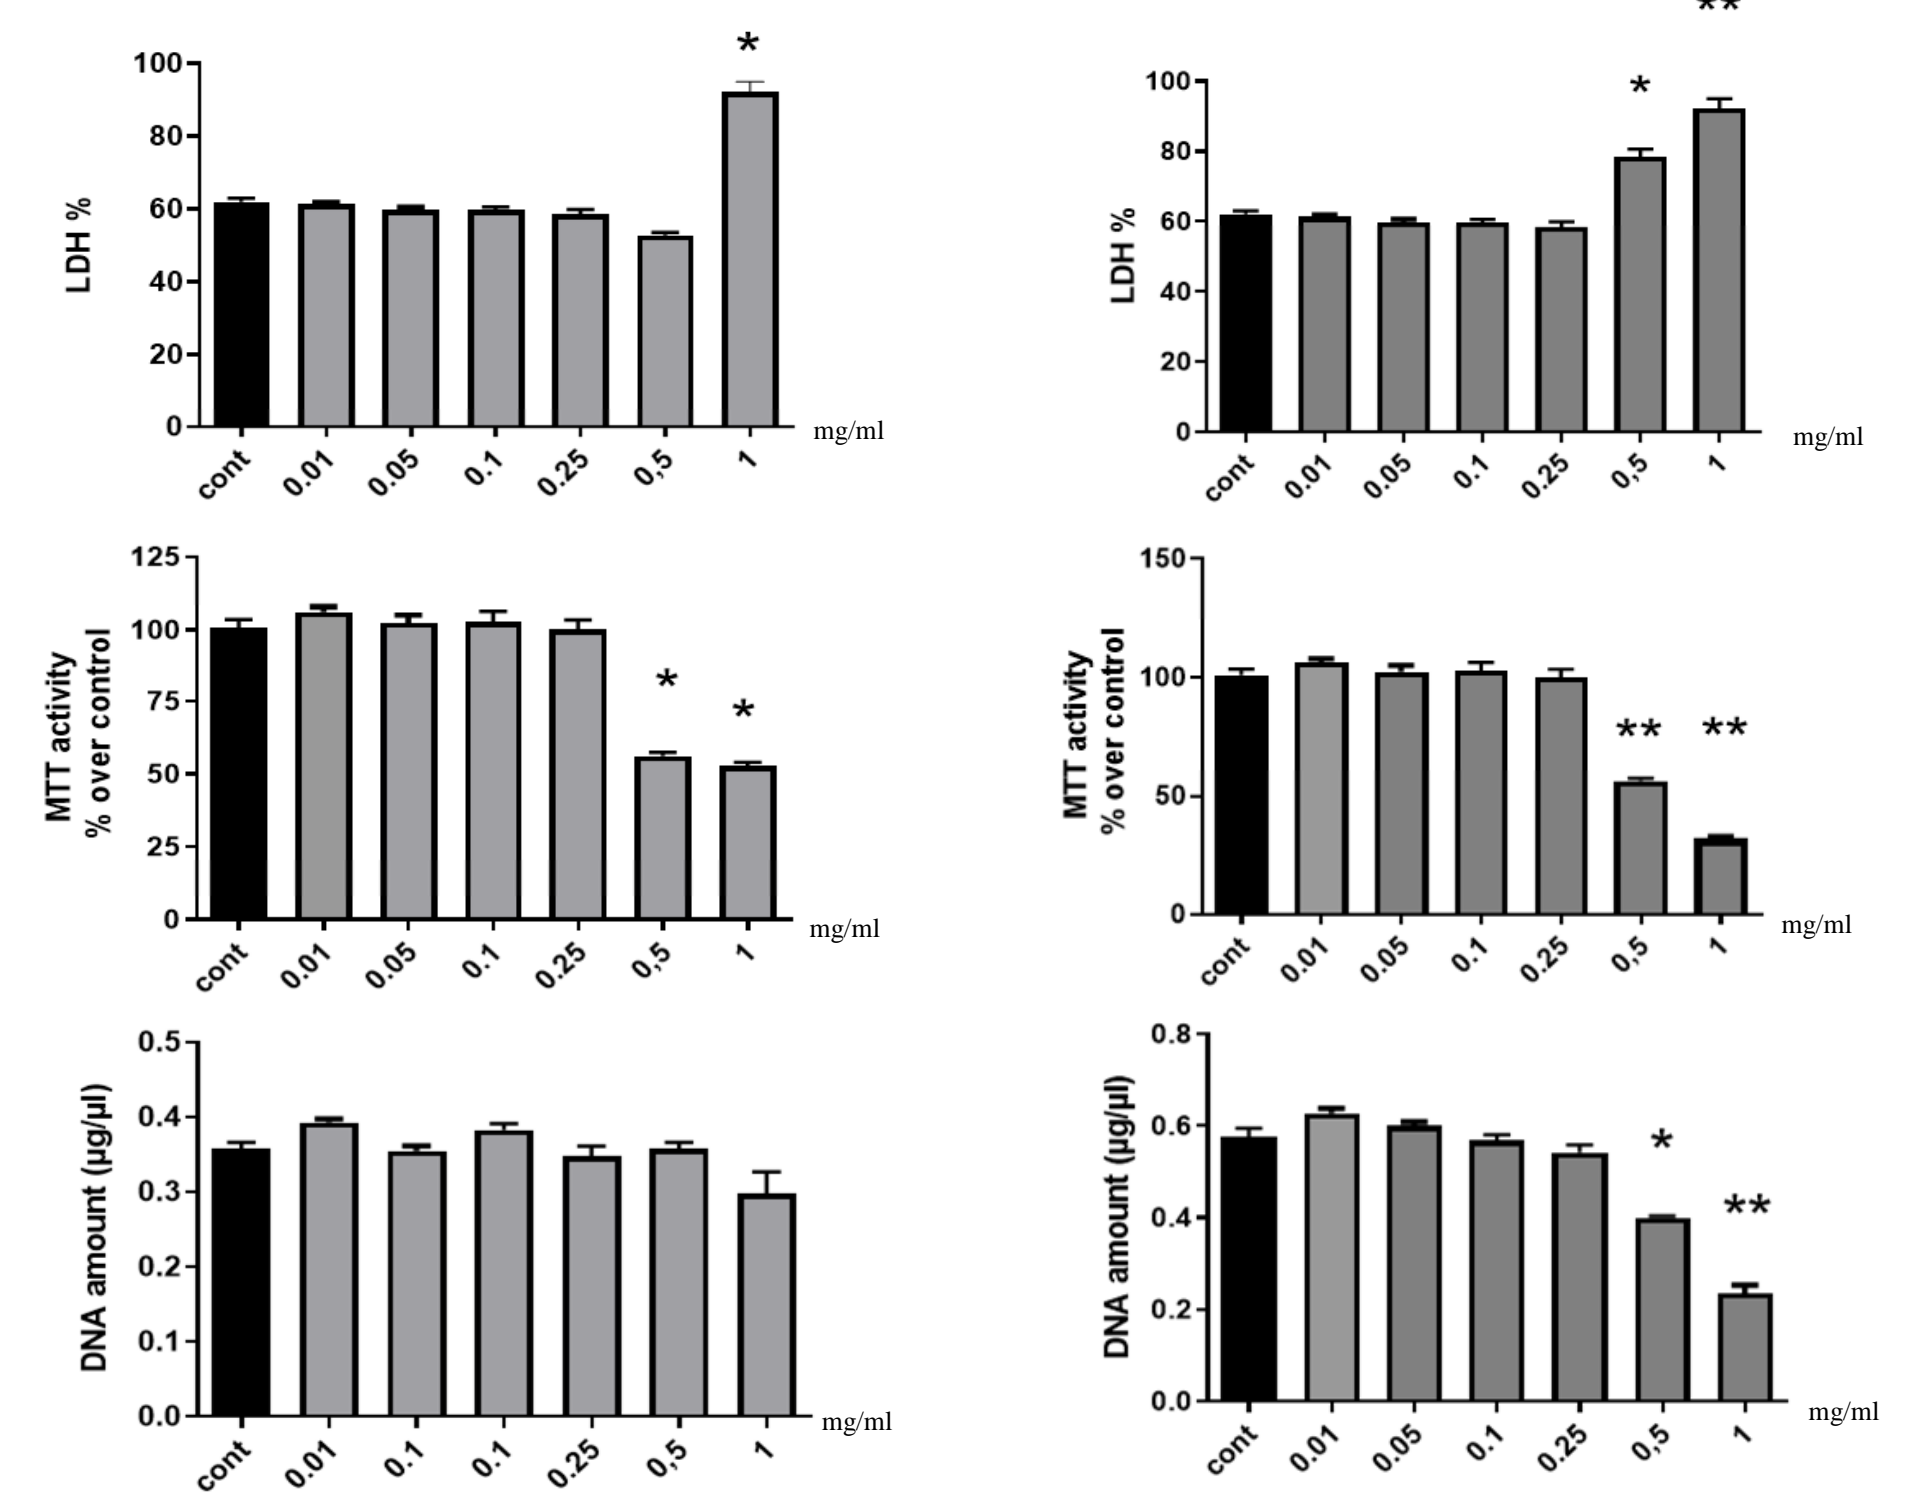 *
100
80
60
40
20
0
LDH %
cont 0.01 0.05 0.1 0.25 0,5 1
mg/ml
**
*
100
80
60
40
20
0
LDH %
cont 0.01 0.05 0.1 0.25 0,5 1
mg/ml
125
100
75
50
25
0
MTT activity
% over control
* *
cont 0.01 0.05 0.1 0.25 0,5 1
mg/ml
150
100
50
0
MTT activity
% over control
** **
cont 0.01 0.05 0.1 0.25 0,5 1
mg/ml
0.5
0.4
0.3
0.2
0.1
0.0
DNA amount (µg/µl)
cont 0.01 0.1 0.1 0.25 0,5 1
mg/ml
0.8
0.6
0.4
0.2
0.0
DNA amount (µg/µl)
*
**
cont 0.01 0.05 0.1 0.25 0,5 1
mg/ml